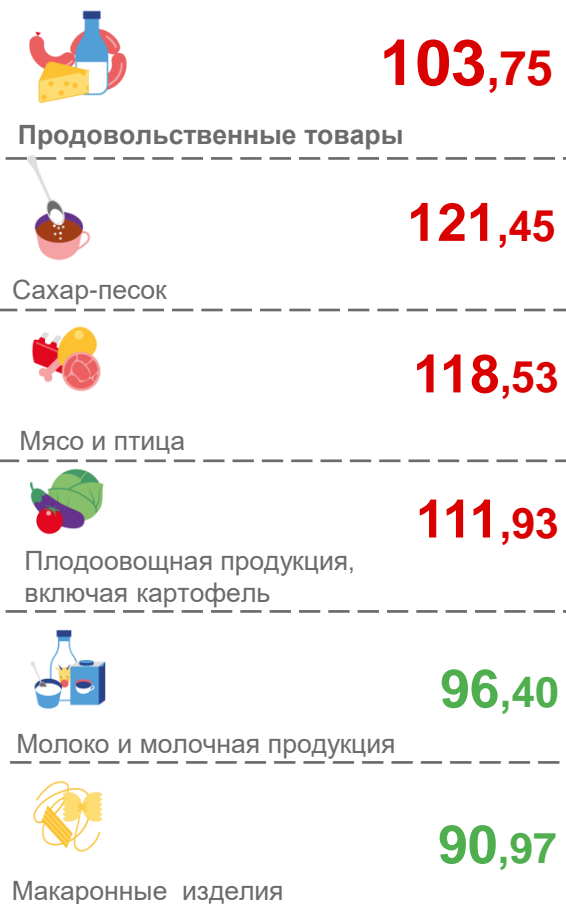 103,75
Продовольственные товары
121,45
Сахар-песок
118,53
Мясо и птица
111,93
Плодоовощная продукция,
включая картофель
96,40
Молоко и молочная продукция
90,97
Макаронные  изделия